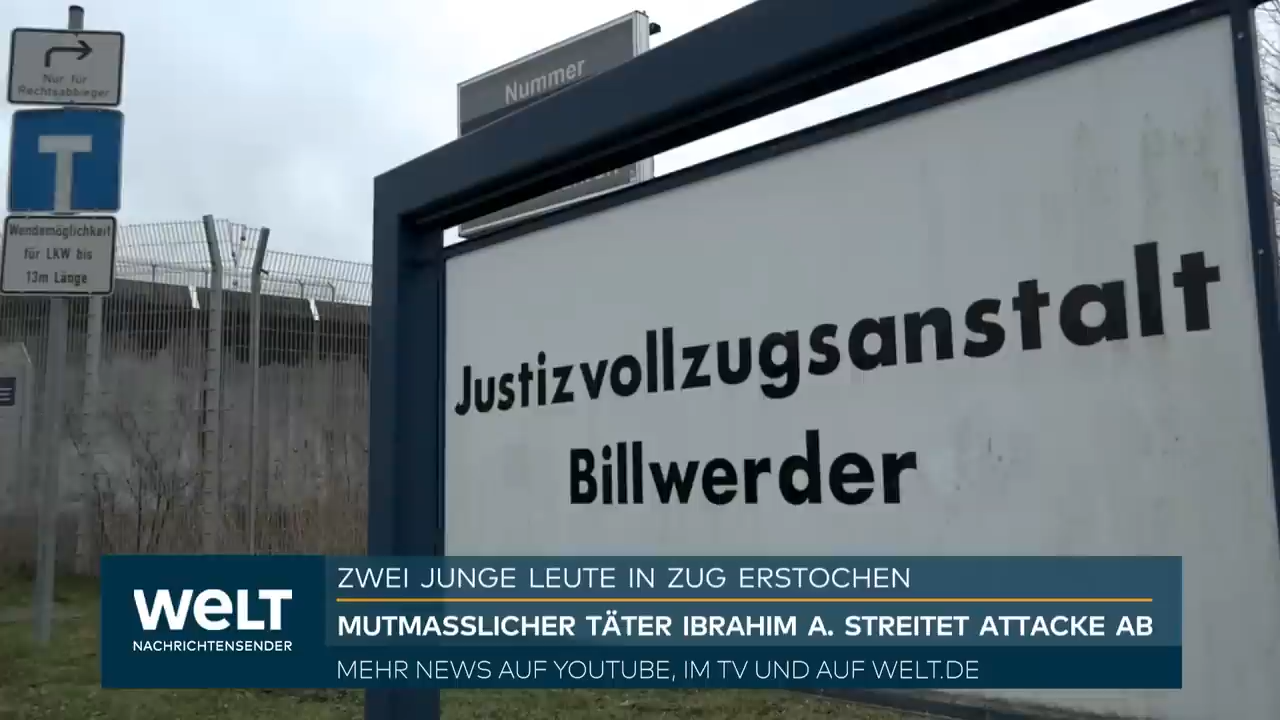 Nur für
Rechtsabbieger
Wendemöglichkeit
für LKW bis
13m Länge
Nummer
Justizvollzugsanstalt
Billwerder
welt
NACHRICHTENSENDER
ZWEI JUNGE LEUTE IN ZUG ERSTOCHEN
MUTMASSLICHER TÄTER IBRAHIM A. STREITET ATTACKE AB
MEHR NEWS AUF YOUTUBE, IM TV UND AUF WELT.DE